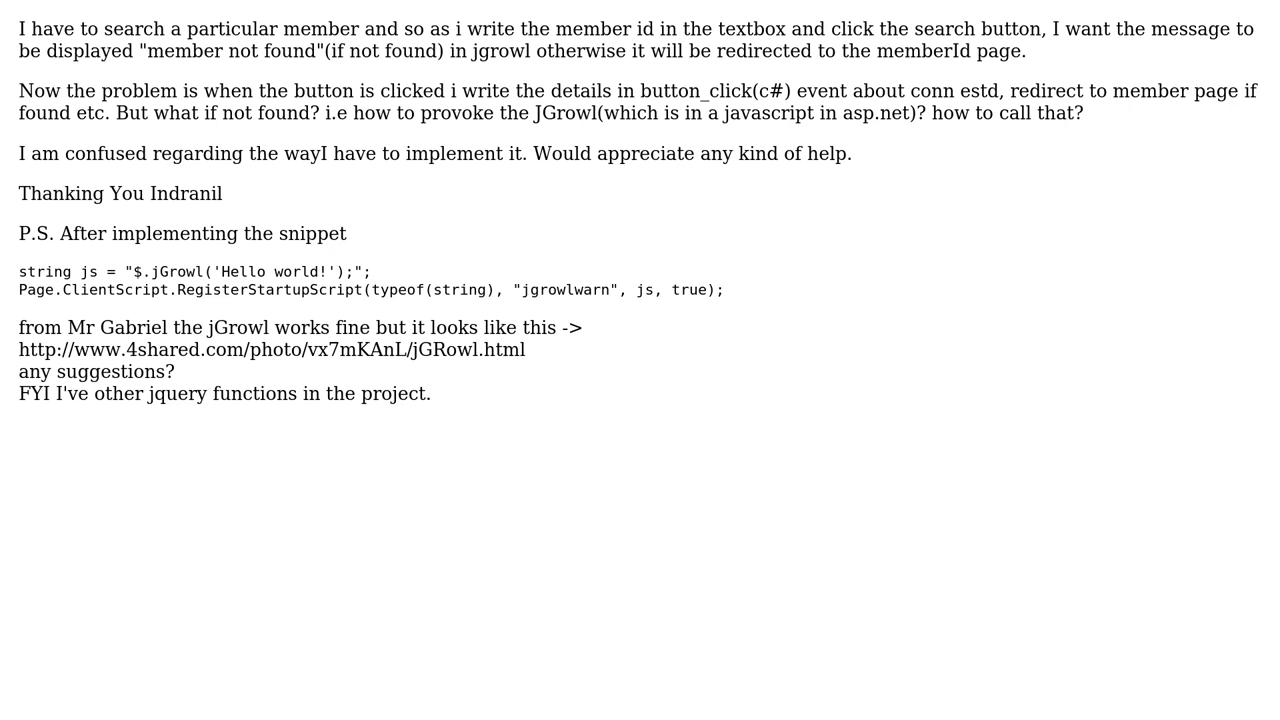 I have to search a particular member and so as i write the member id in the textbox and click the search button, I want the message to
be displayed "member not found"(if not found) in jgrowl otherwise it will be redirected to the memberId page.
Now the problem is when the button is clicked i write the details in button_click(c#) event about conn estd, redirect to member page if
found etc. But what if not found? i.e how to provoke the JGrowl(which is in a javascript in asp.net)? how to call that?
I am confused regarding the wayI have to implement it. Would appreciate any kind of help.
Thanking You Indranil
P.S. After implementing the snippet
string js = "$.jGrowl('Hello world!');";
Page.ClientScript.RegisterStartupScript(typeof(string), "jgrowlwarn", js, true);
from Mr Gabriel the jGrowl works fine but it looks like this ->
http://www.4shared.com/photo/vx7mKAnL/jGRowl.html
any suggestions?
FYI I've other jquery functions in the project.